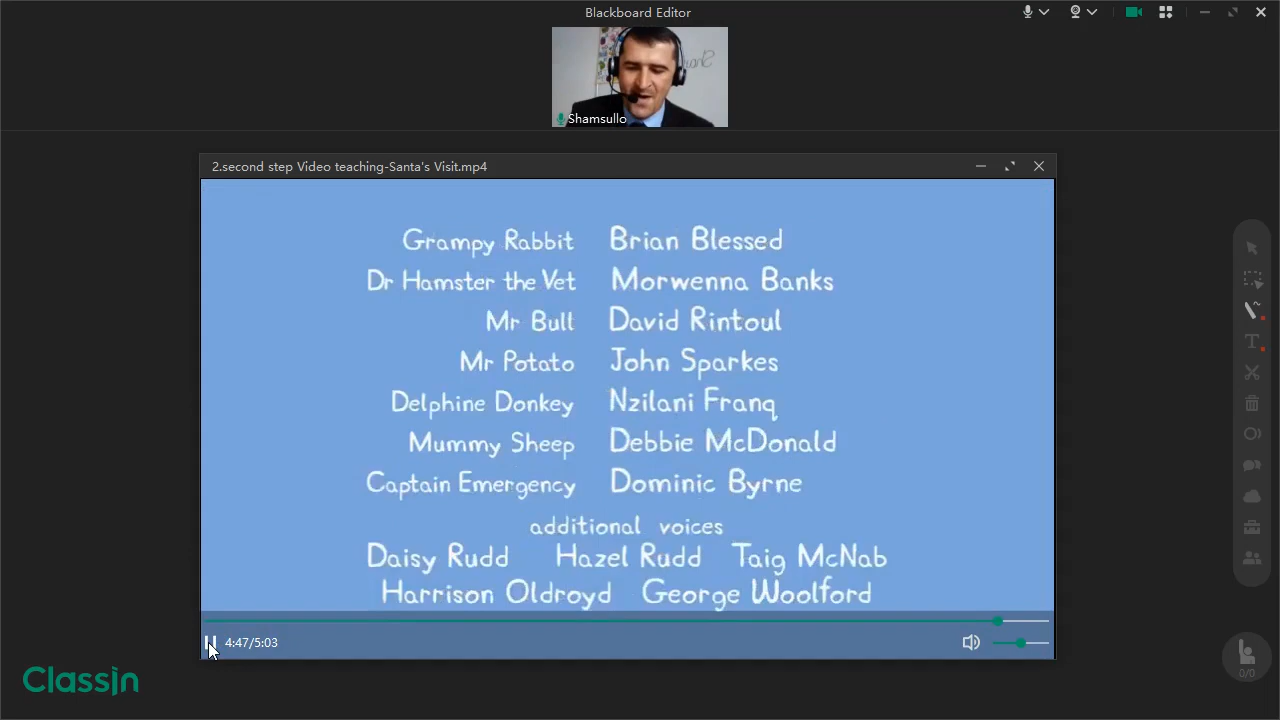 Blackboard Editor
Shamsullo
2.second step Video teaching-Santa's Visit.mp4
Grampy Rabbit Brian Blessed
Dr Hamster the Vet Morwenna Banks
Mr Bull David Rintoul
Mr Potato John Sparkes
Delphine Donkey Nzilani Franq
Mummy Sheep Debbie McDonald
Captain Emergency Dominic Byrne
additional voices
Daisy Rudd Hazel Rudd Taig McNab
Harrison Oldroyd George Woolford
4:47/5:03
ClassIn
0/0